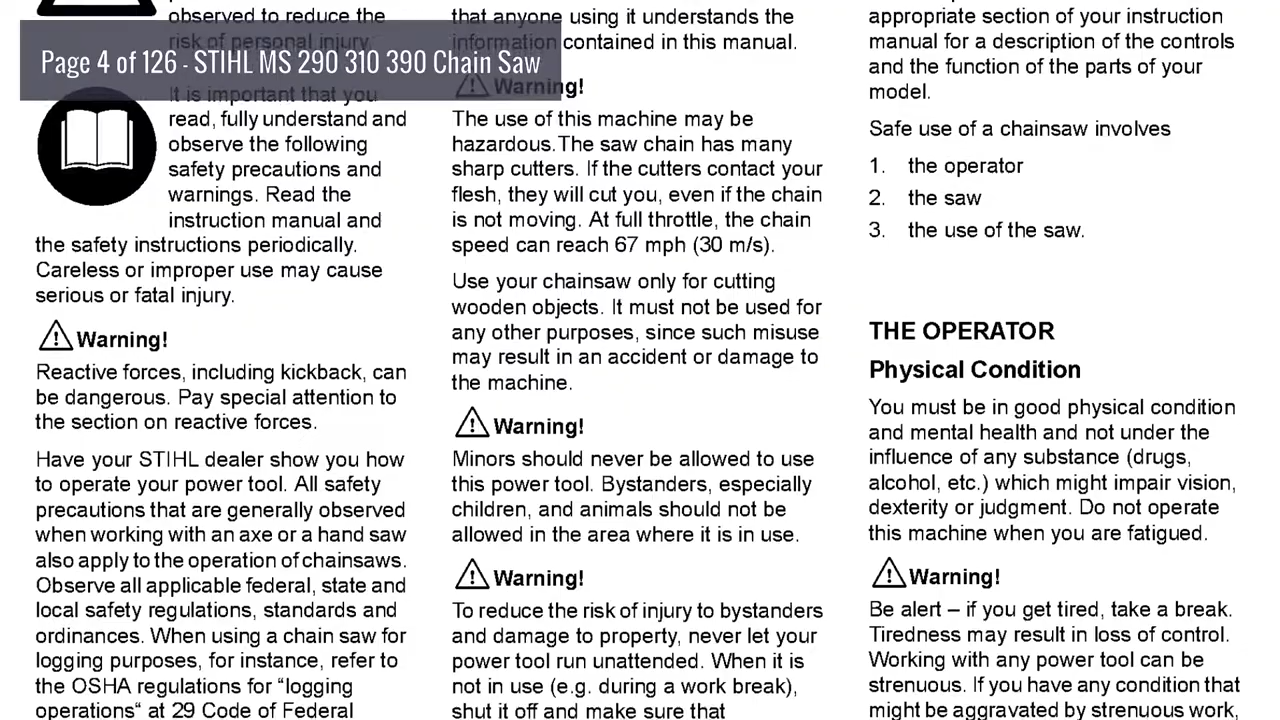 Page 4 of 126 - STIHL MS 290 310 390 Chain Saw
observed to reduce the
risk of personal injury.
It is important that you
read, fully understand and
observe the following
safety precautions and
warnings. Read the
instruction manual and
the safety instructions periodically.
Careless or improper use may cause
serious or fatal injury.
Warning!
Reactive forces, including kickback, can
be dangerous. Pay special attention to
the section on reactive forces.
Have your STIHL dealer show you how
to operate your power tool. All safety
precautions that are generally observed
when working with an axe or a hand saw
also apply to the operation of chainsaws.
Observe all applicable federal, state and
local safety regulations, standards and
ordinances. When using a chain saw for
logging purposes, for instance, refer to
the OSHA regulations for “logging
operations“ at 29 Code of Federal
that anyone using it understands the
information contained in this manual.
Warning!
The use of this machine may be
hazardous.The saw chain has many
sharp cutters. If the cutters contact your
flesh, they will cut you, even if the chain
is not moving. At full throttle, the chain
speed can reach 67 mph (30 m/s).
Use your chainsaw only for cutting
wooden objects. It must not be used for
any other purposes, since such misuse
may result in an accident or damage to
the machine.
Warning!
Minors should never be allowed to use
this power tool. Bystanders, especially
children, and animals should not be
allowed in the area where it is in use.
Warning!
To reduce the risk of injury to bystanders
and damage to property, never let your
power tool run unattended. When it is
not in use (e.g. during a work break),
shut it off and make sure that
appropriate section of your instruction
manual for a description of the controls
and the function of the parts of your
model.
Safe use of a chainsaw involves
1. the operator
2. the saw
3. the use of the saw.
THE OPERATOR
Physical Condition
You must be in good physical condition
and mental health and not under the
influence of any substance (drugs,
alcohol, etc.) which might impair vision,
dexterity or judgment. Do not operate
this machine when you are fatigued.
Warning!
Be alert – if you get tired, take a break.
Tiredness may result in loss of control.
Working with any power tool can be
strenuous. If you have any condition that
might be aggravated by strenuous work,